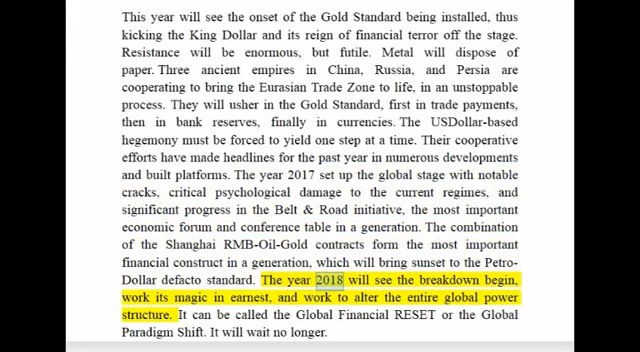 This year will see the onset of the Gold Standard being installed, thus
kicking the King Dollar and its reign of financial terror off the stage.
Resistance will be enormous, but futile. Metal will dispose of
paper. Three ancient empires in China, Russia, and Persia are
cooperating to bring the Eurasian Trade Zone to life, in an unstoppable
process. They will usher in the Gold Standard, first in trade payments,
then in bank reserves, finally in currencies. The USDollar-based
hegemony must be forced to yield one step at a time. Their cooperative
efforts have made headlines for the past year in numerous developments
and built platforms. The year 2017 set up the global stage with notable
cracks, critical psychological damage to the current regimes, and
significant progress in the Belt & Road initiative, the most important
economic forum and conference table in a generation. The combination
of the Shanghai RMB-Oil-Gold contracts form the most important
financial construct in a generation, which will bring sunset to the Petro-
Dollar defacto standard. The year 2018 will see the breakdown begin,
work its magic in earnest, and work to alter the entire global power
structure. It can be called the Global Financial RESET or the Global
Paradigm Shift. It will wait no longer.